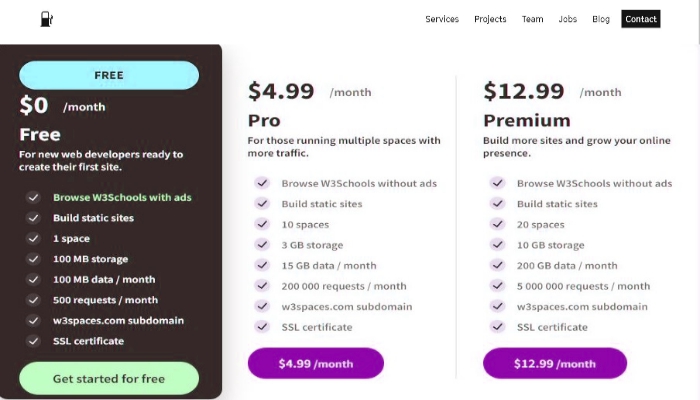 Services Projects Team Jobs Blog Contact
FREE
$0 /month
Free
For new web developers ready to
create their first site.
Browse W3Schools with ads
Build static sites
1 space
100 MB storage
100 MB data / month
500 requests / month
w3spaces.com subdomain
SSL certificate
Get started for free
$4.99 /month
Pro
For those running multiple spaces with
more traffic.
Browse W3Schools without ads
Build static sites
10 spaces
3 GB storage
15 GB data / month
200 000 requests / month
w3spaces.com subdomain
SSL certificate
$4.99 /month
$12.99 /month
Premium
Build more sites and grow your online
presence.
Browse W3Schools without ads
Build static sites
20 spaces
10 GB storage
200 GB data / month
5 000 000 requests / month
w3spaces.com subdomain
SSL certificate
$12.99 /month